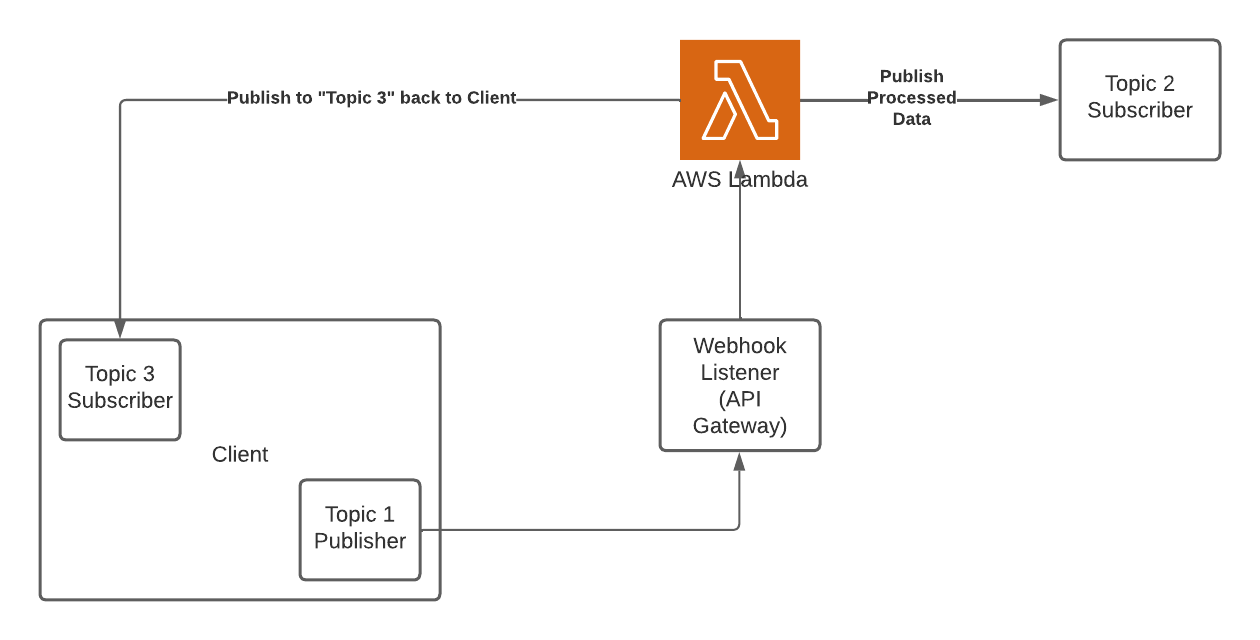 Publish to "Topic 3" back to Client
Publish
Processed
Data
Topic 2
Subscriber
AWS Lambda
Topic 3
Subscriber
Client
Topic 1
Publisher
Webhook
Listener
(API
Gateway)